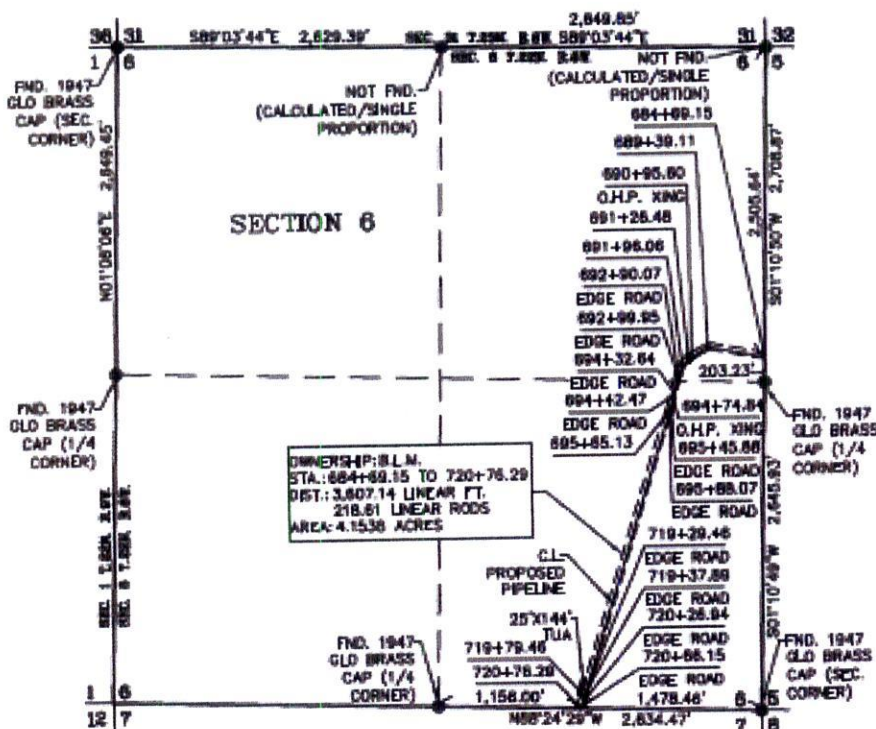 2,649.85'
36 31
S89°03'44"E 2,629.39'
S89°03'44"E
31 32
1 6
6 5
FND. 1947
GLO BRASS
CAP (SEC.
CORNER)
NOT FND.
(CALCULATED/SINGLE
PROPORTION)
NOT FND.
(CALCULATED/SINGLE
PROPORTION)
684+69.15
689+39.11
690+95.60
O.H.P. XING
691+26.48
691+96.06
692+90.07
EDGE ROAD
692+99.95
EDGE ROAD
694+32.64
EDGE ROAD
694+42.47
EDGE ROAD
695+65.13
SECTION 6
N01°08'06"E 2,649.45'
2,505.64'
S01°10'50"W 2,708.87'
203.23'
694+74.84
O.H.P. XING
695+45.66
EDGE ROAD
EDGE ROAD
FND. 1947
GLO BRASS
CAP (1/4
CORNER)
FND. 1947
GLO BRASS
CAP (1/4
CORNER)
OWNERSHIP: B.L.M.
STA.: 684+69.15 TO 720+76.29
DIST.: 3,607.14 LINEAR FT.
218.61 LINEAR RODS
AREA: 4.1538 ACRES
S01°10'49"W 2,645.93'
C.L.
PROPOSED
PIPELINE
25'X144'
TUA
719+29.46
EDGE ROAD
719+37.89
EDGE ROAD
720+26.94
EDGE ROAD
720+66.15
EDGE ROAD
719+79.46
720+76.29
FND. 1947
GLO BRASS
CAP (1/4
CORNER)
FND. 1947
GLO BRASS
CAP (SEC.
CORNER)
1,156.00'
1,478.46'
N88°24'29"W 2,634.47'
1 6
12 7
6 5
7 8